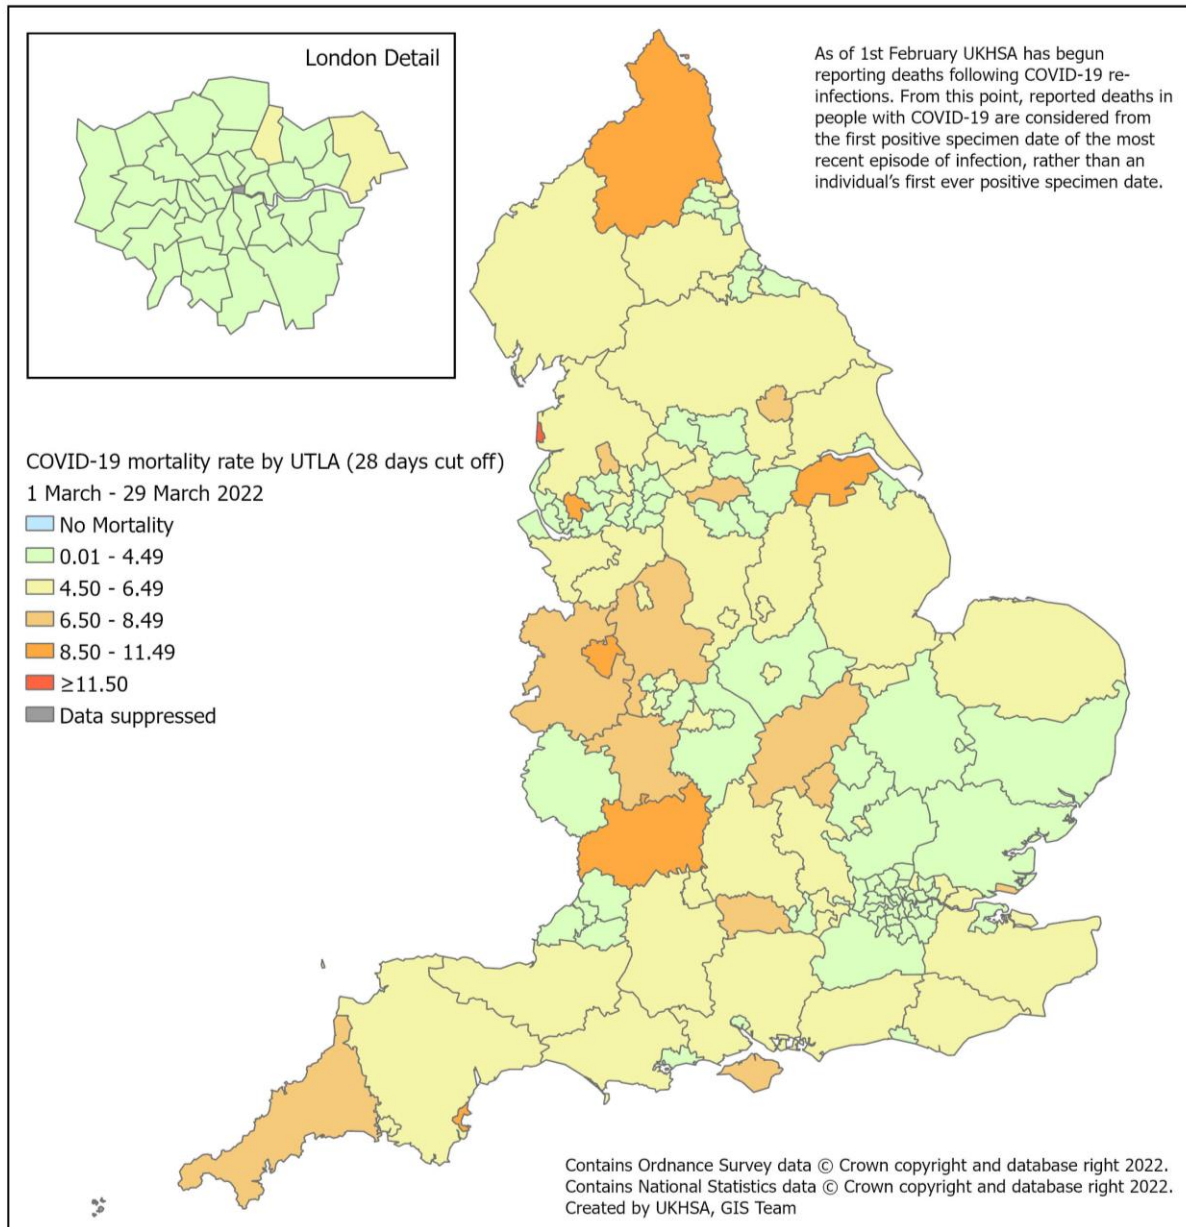 London Detail
As of 1st February UKHSA has begun
reporting deaths following COVID-19 re-
infections. From this point, reported deaths in
people with COVID-19 are considered from
the first positive specimen date of the most
recent episode of infection, rather than an
individual's first ever positive specimen date.
COVID-19 mortality rate by UTLA (28 days cut off)
1 March - 29 March 2022
No Mortality
0.01 - 4.49
4.50 - 6.49
6.50 - 8.49
8.50 - 11.49
≥11.50
Data suppressed
Contains Ordnance Survey data © Crown copyright and database right 2022.
Contains National Statistics data © Crown copyright and database right 2022.
Created by UKHSA, GIS Team